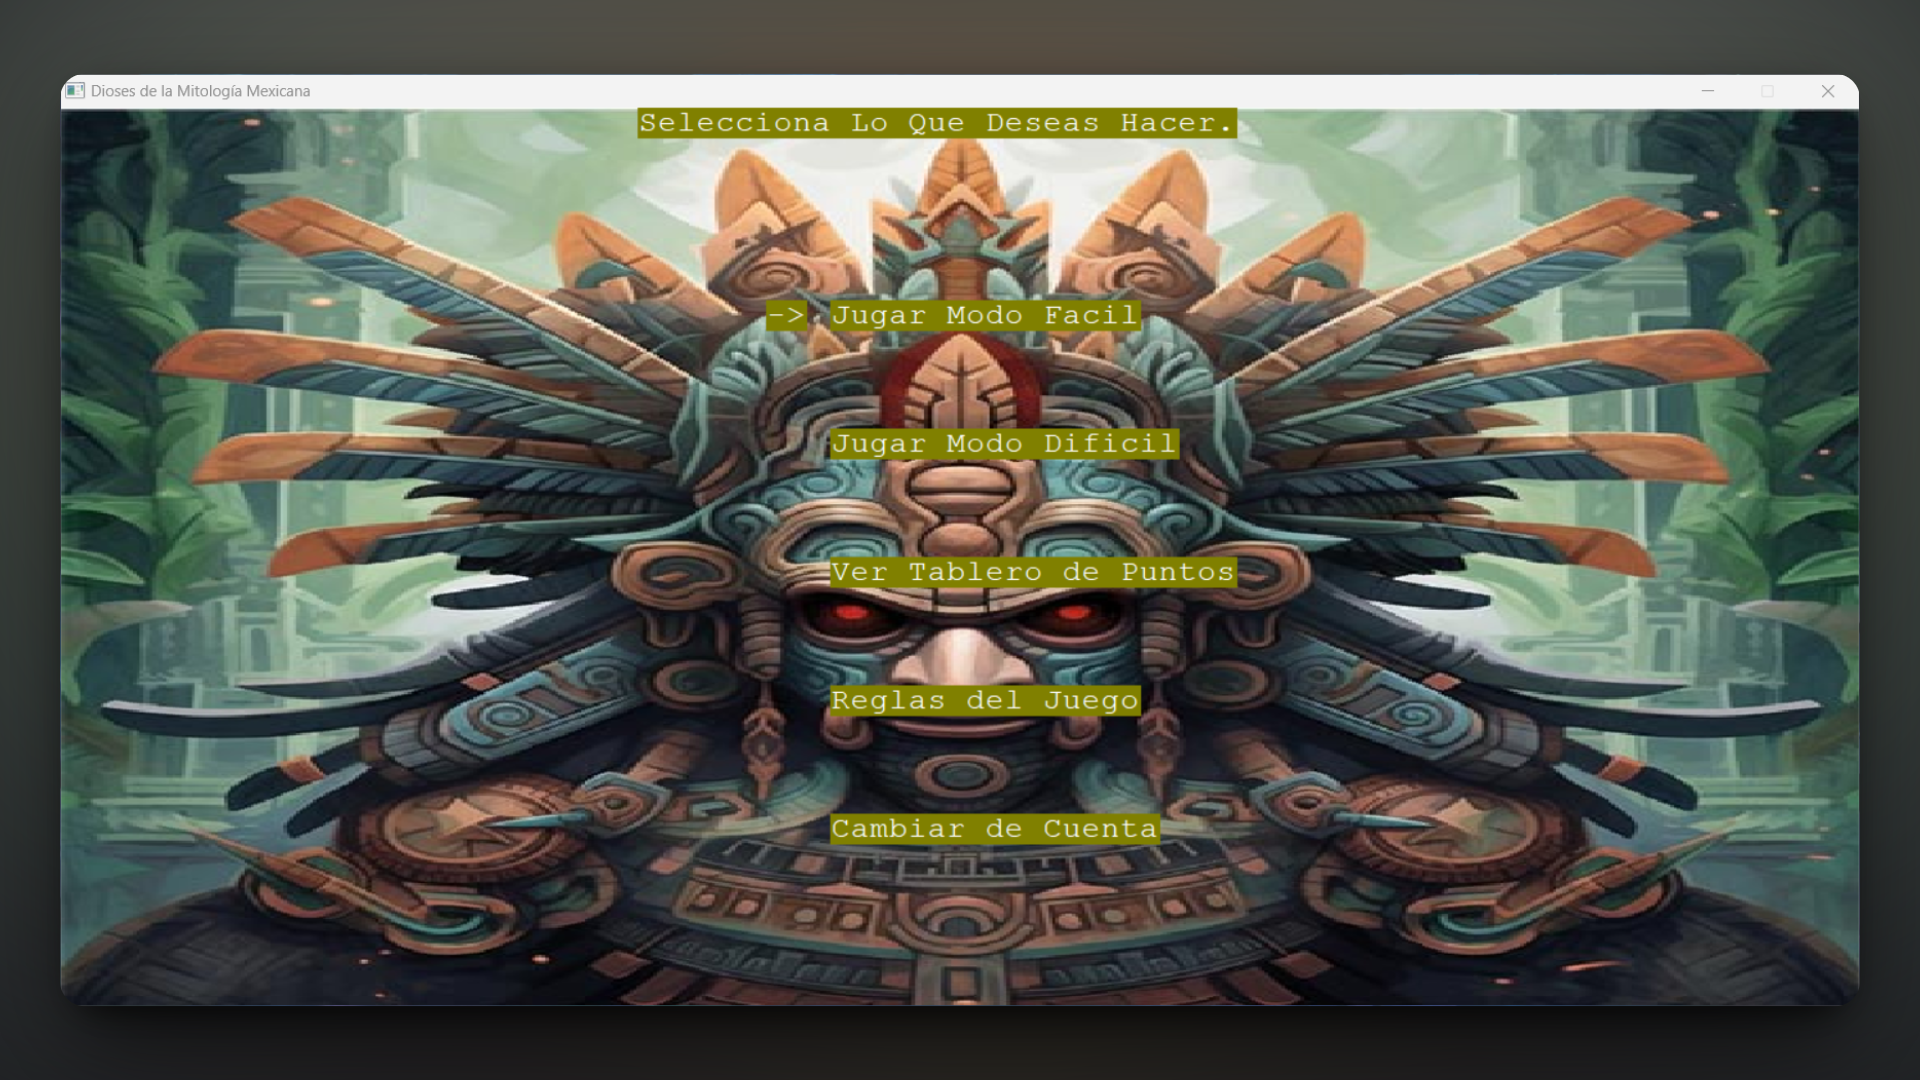 Dioses de la Mitología Mexicana
Selecciona Lo Que Deseas Hacer.
-> Jugar Modo Facil
Jugar Modo Dificil
Ver Tablero de Puntos
Reglas del Juego
Cambiar de Cuenta